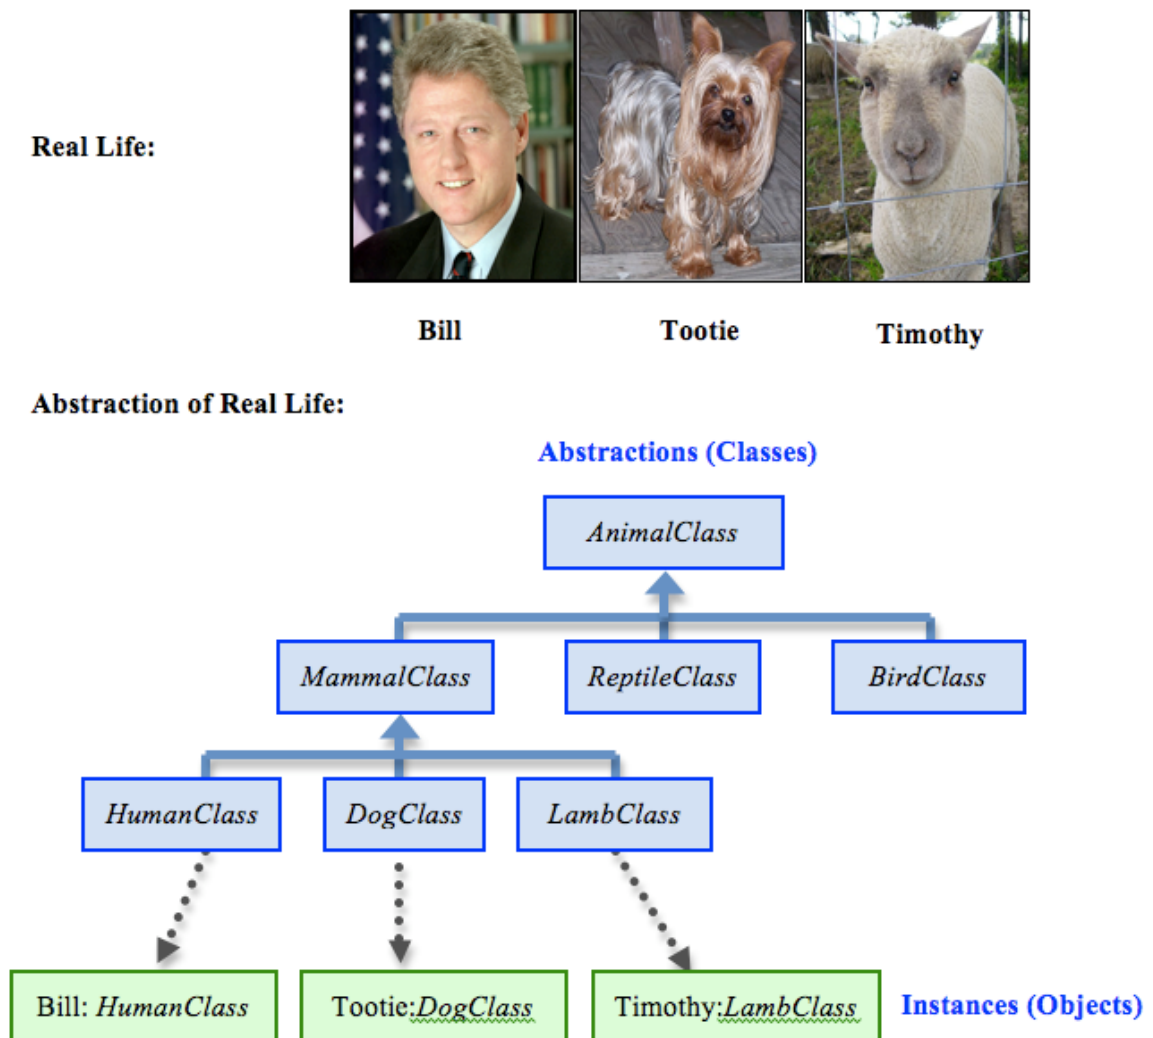 Real Life:
Bill Tootie Timothy
Abstraction of Real Life:
Abstractions (Classes)
AnimalClass
MammalClass ReptileClass BirdClass
HumanClass DogClass LambClass
Bill: HumanClass Tootie:DogClass Timothy:LambClass Instances (Objects)